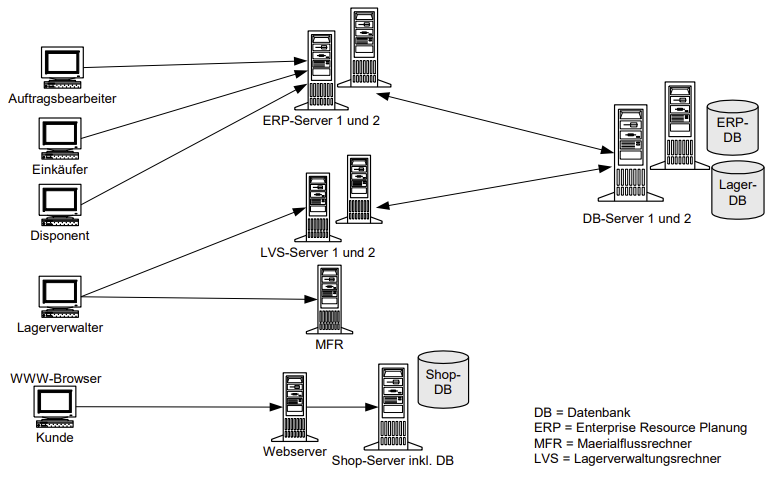 Auftragsbearbeiter
ERP-Server 1 und 2
Einkäufer
Disponent
ERP-
DB
Lager-
DB
DB-Server 1 und 2
LVS-Server 1 und 2
Lagerverwalter
MFR
WWW-Browser
Kunde
Webserver
Shop-
DB
Shop-Server inkl. DB
DB = Datenbank
ERP = Enterprise Resource Planung
MFR = Maerialflussrechner
LVS = Lagerverwaltungsrechner